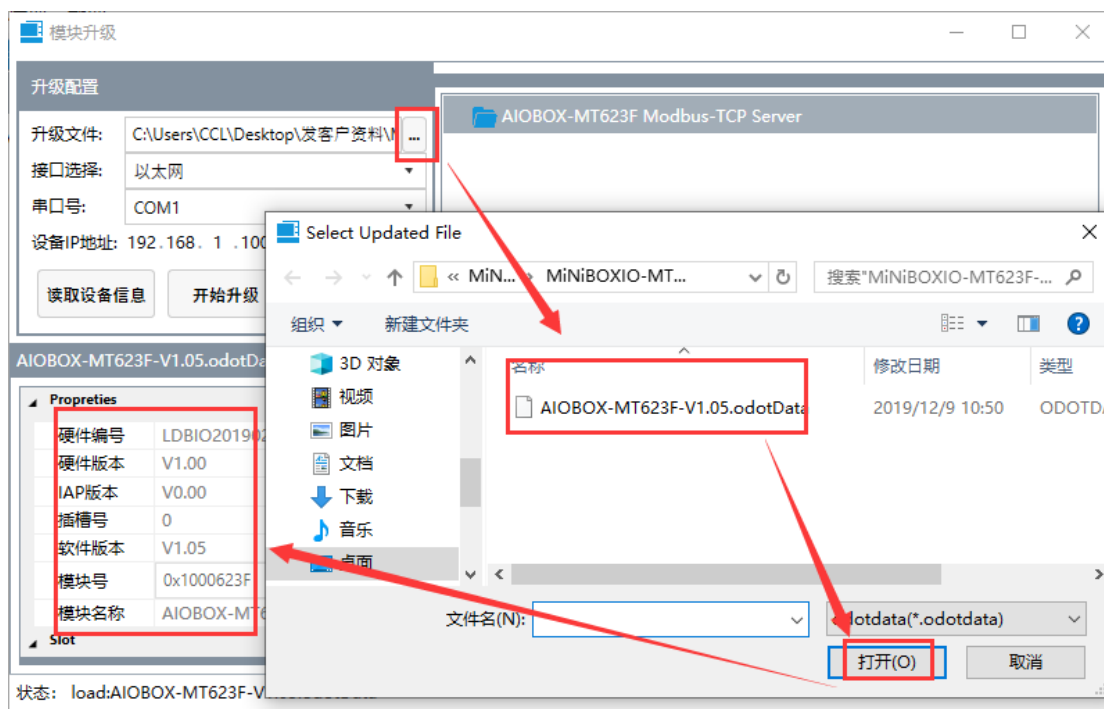 模块升级
升级配置
升级文件: C:\Users\CCL\Desktop\发客户资料\ ...
接口选择: 以太网
串口号: COM1
设备IP地址: 192.168. 1 .100
读取设备信息 开始升级
AIOBOX-MT623F Modbus-TCP Server
AIOBOX-MT623F-V1.05.odotDa
Propreties
硬件编号 LDBIO201902
硬件版本 V1.00
IAP版本 V0.00
插槽号 0
软件版本 V1.05
模块号 0x1000623F
模块名称 AIOBOX-MT6
Slot
状态: load:AIOBOX-MT623F-V
Select Updated File
« MiN... › MiNiBOXIO-MT...
搜索"MiNiBOXIO-MT623F-...
组织 新建文件夹
3D 对象
视频
图片
文档
下载
音乐
桌面
名称 修改日期 类型
AIOBOX-MT623F-V1.05.odotData 2019/12/9 10:50 ODOTDA
文件名(N): odotdata(*.odotdata)
打开(O) 取消